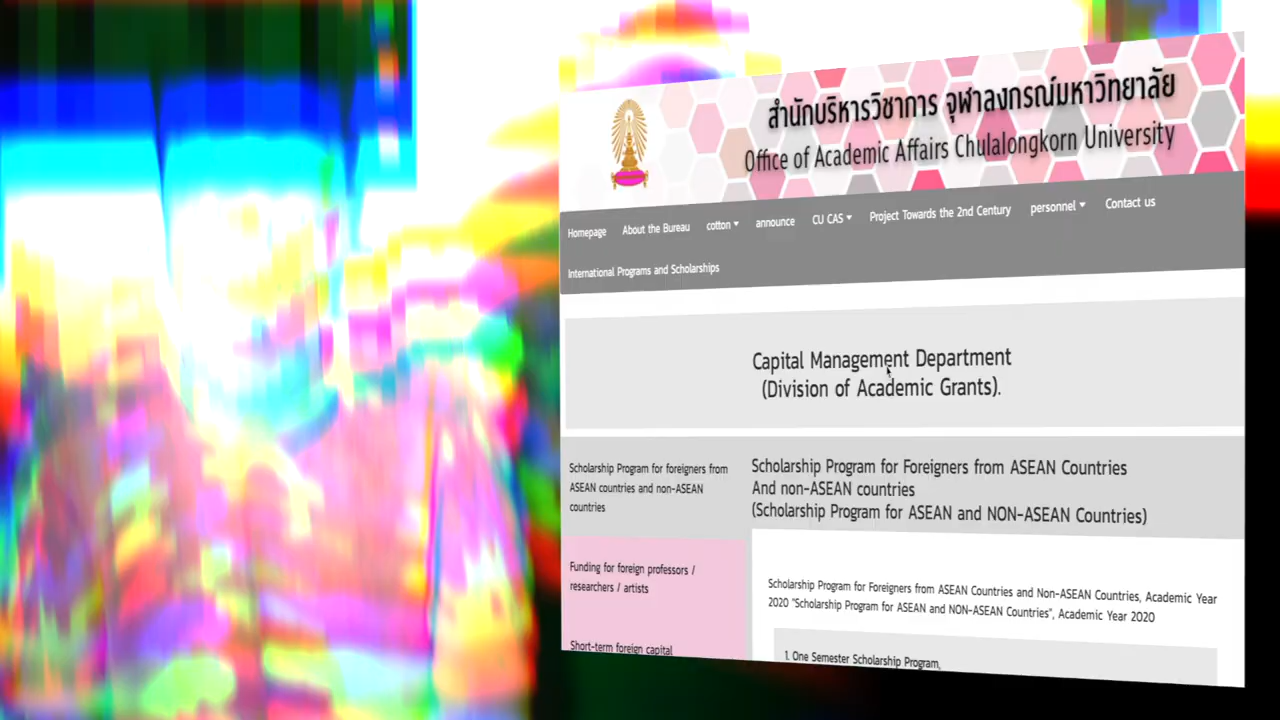 สำนักบริหารวิชาการ จุฬาลงกรณ์มหาวิทยาลัย
Office of Academic Affairs Chulalongkorn University
Homepage About the Bureau cotton announce CU CAS Project Towards the 2nd Century personnel Contact us
International Programs and Scholarships
Capital Management Department
(Division of Academic Grants).
Scholarship Program for foreigners from
ASEAN countries and non-ASEAN
countries
Funding for foreign professors /
researchers / artists
Short-term foreign capital
Scholarship Program for Foreigners from ASEAN Countries
And non-ASEAN countries
(Scholarship Program for ASEAN and NON-ASEAN Countries)
Scholarship Program for Foreigners from ASEAN Countries and Non-ASEAN Countries, Academic Year
2020 "Scholarship Program for ASEAN and NON-ASEAN Countries", Academic Year 2020
1. One Semester Scholarship Program,